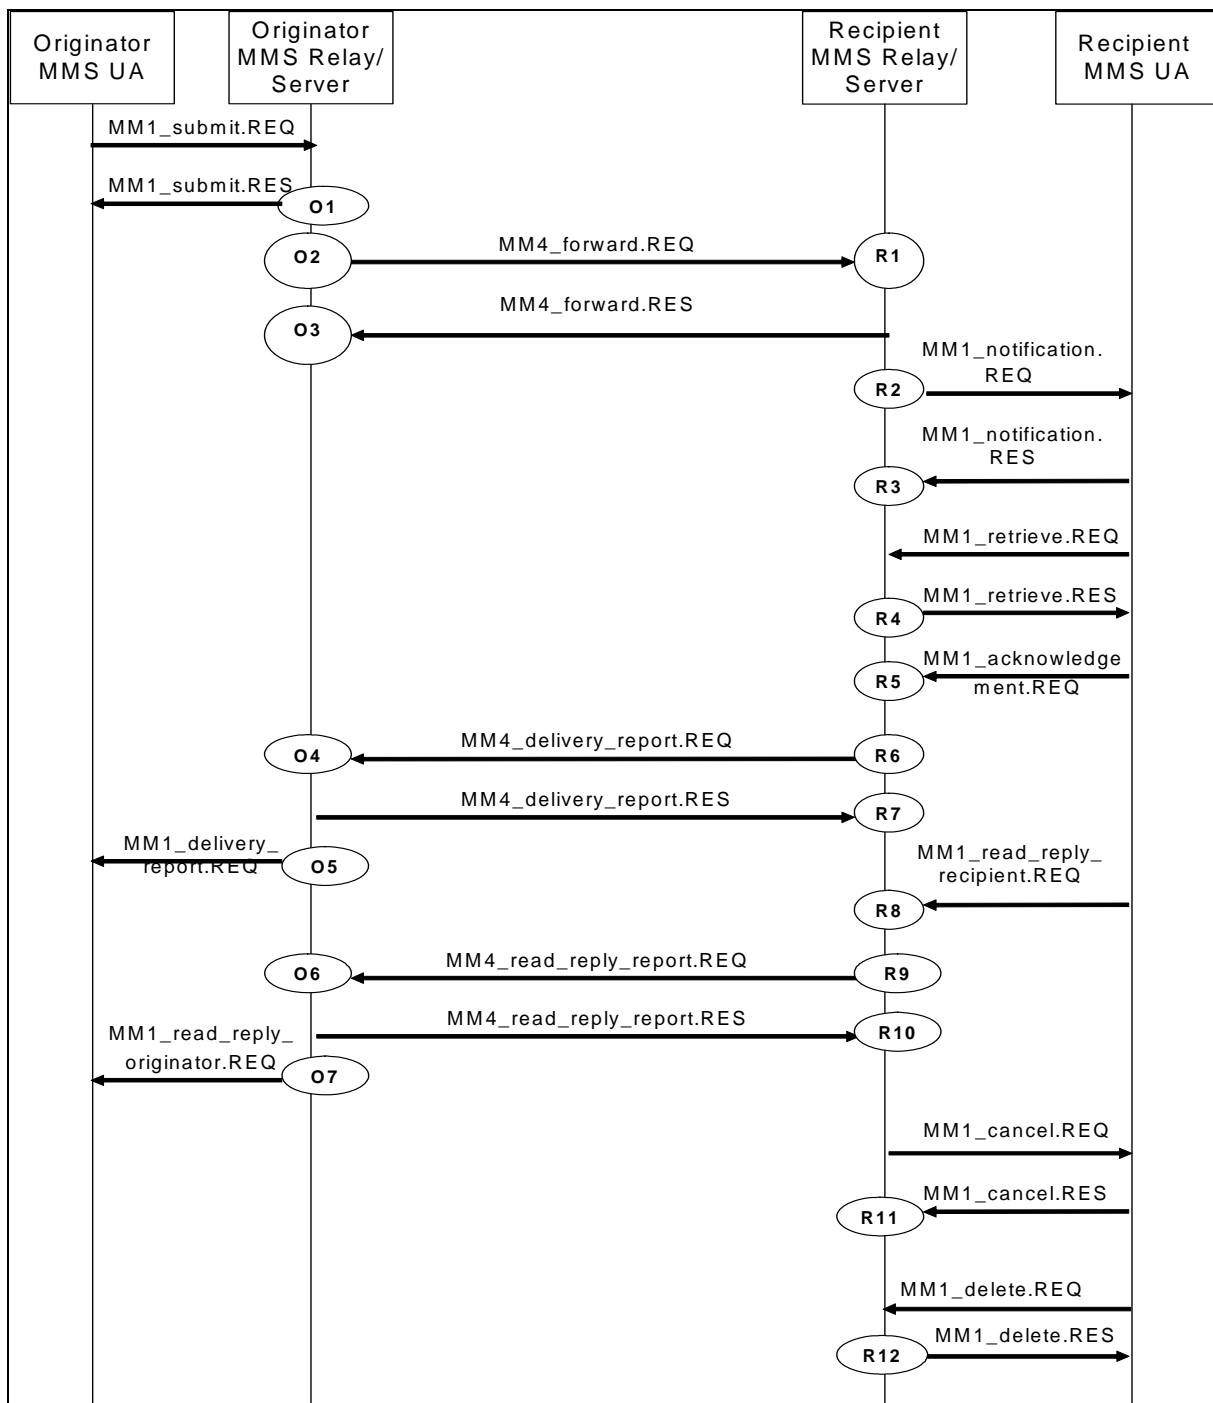 Originator
MMS UA
Originator
MMS Relay/
Server
Recipient
MMS Relay/
Server
Recipient
MMS UA
MM1_submit.REQ
MM1_submit.RES
O1
O2
MM4_forward.REQ
R1
MM4_forward.RES
O3
MM1_notification.
REQ
R2
MM1_notification.
RES
R3
MM1_retrieve.REQ
MM1_retrieve.RES
R4
MM1_acknowledge
ment.REQ
R5
O4
MM4_delivery_report.REQ
R6
MM4_delivery_report.RES
R7
MM1_delivery_
report.REQ
O5
MM1_read_reply_
recipient.REQ
R8
O6
MM4_read_reply_report.REQ
R9
MM4_read_reply_report.RES
R10
MM1_read_reply_
originator.REQ
O7
MM1_cancel.REQ
MM1_cancel.RES
R11
MM1_delete.REQ
MM1_delete.RES
R12